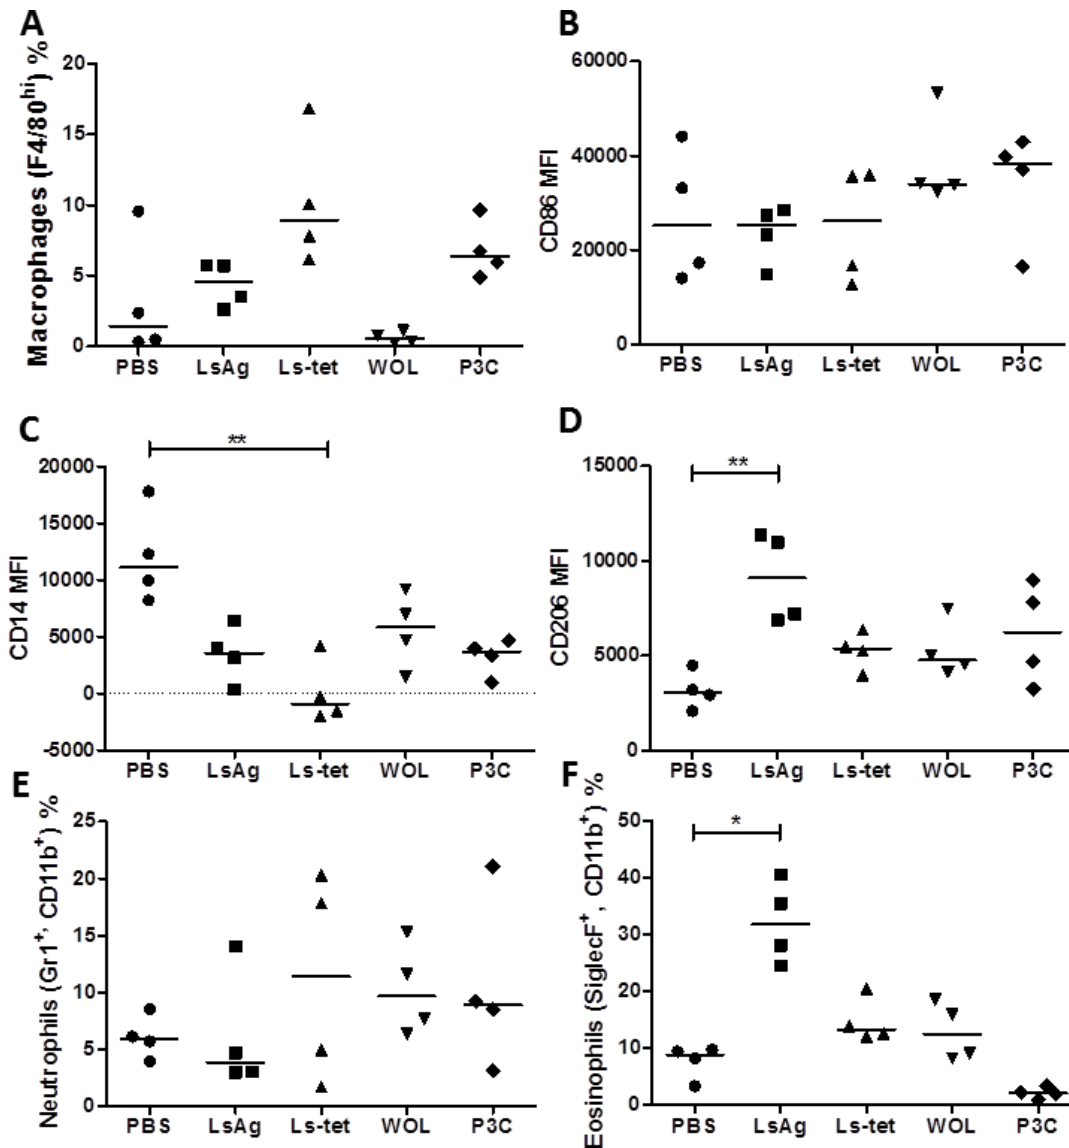 A
Macrophages (F4/80hi) %
20
15
10
5
0
PBS LsAg Ls-tet WOL P3C
B
CD86 MFI
60000
40000
20000
0
PBS LsAg Ls-tet WOL P3C
C
**
CD14 MFI
20000
15000
10000
5000
0
-5000
PBS LsAg Ls-tet WOL P3C
D
**
CD206 MFI
15000
10000
5000
0
PBS LsAg Ls-tet WOL P3C
E
Neutrophils (Gr1+, CD11b+) %
25
20
15
10
5
0
PBS LsAg Ls-tet WOL P3C
F
*
Eosinophils (SiglecF+, CD11b+) %
50
40
30
20
10
0
PBS LsAg Ls-tet WOL P3C